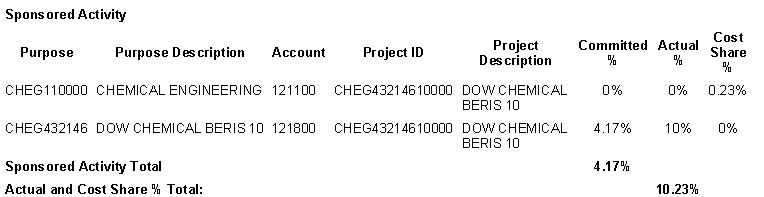 Sponsored Activity
Purpose Purpose Description Account Project ID Project Description Committed % Actual % Cost Share %
CHEG110000 CHEMICAL ENGINEERING 121100 CHEG43214610000 DOW CHEMICAL BERIS 10 0% 0% 0.23%
CHEG432146 DOW CHEMICAL BERIS 10 121800 CHEG43214610000 DOW CHEMICAL BERIS 10 4.17% 10% 0%
Sponsored Activity Total 4.17%
Actual and Cost Share % Total: 10.23%